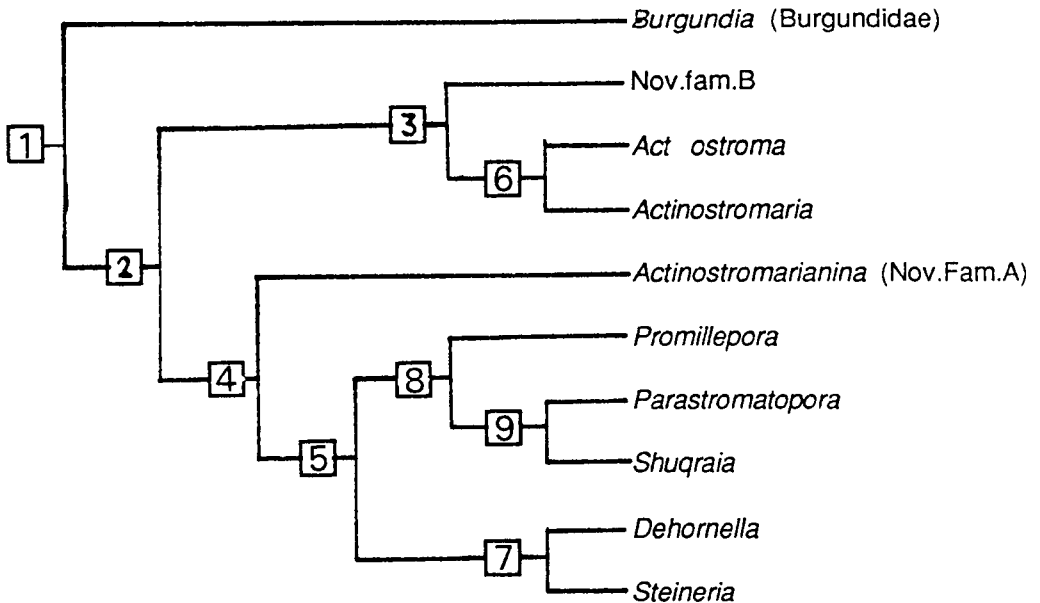 Burgundia (Burgundidae)
Nov.fam.B
3
1
Act ostroma
6
Actinostromaria
2
Actinostromarianina (Nov.Fam.A)
Promillepora
4
8
Parastromatopora
9
5
Shuqraia
Dehornella
7
Steineria